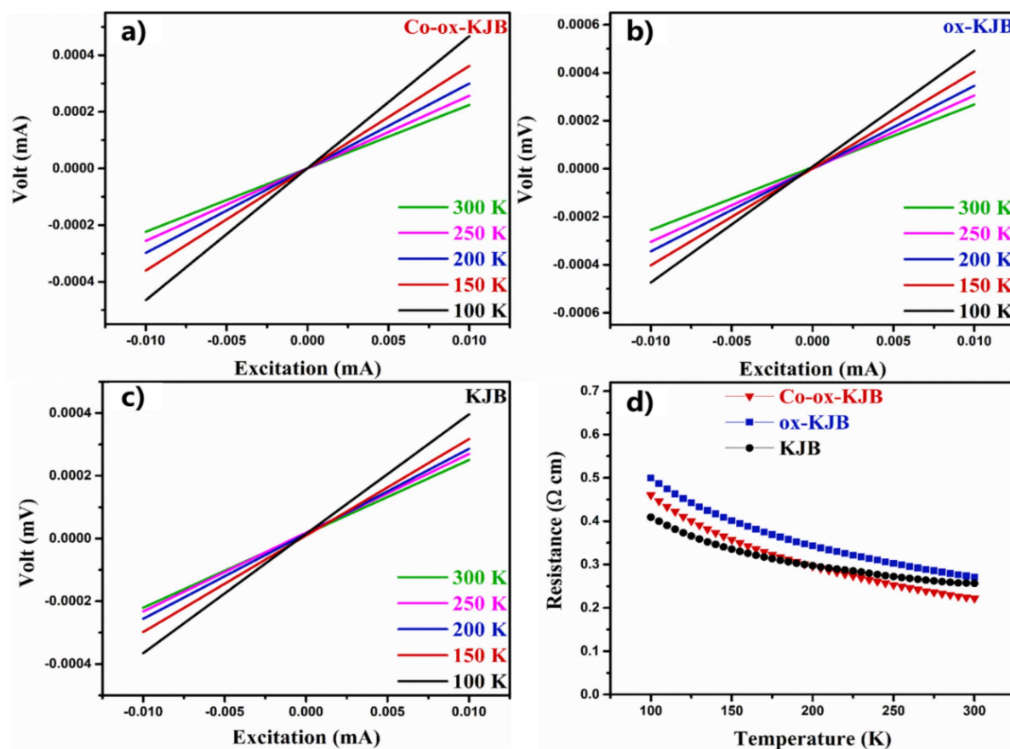 a)
Co-ox-KJB
0.0004
0.0002
0.0000
-0.0002
-0.0004
Volt (mA)
300 K
250 K
200 K
150 K
100 K
-0.010
-0.005
0.000
0.005
0.010
Excitation (mA)
b)
ox-KJB
0.0006
0.0004
0.0002
0.0000
-0.0002
-0.0004
-0.0006
Volt (mV)
300 K
250 K
200 K
150 K
100 K
-0.010
-0.005
0.000
0.005
0.010
Excitation (mA)
c)
KJB
0.0004
0.0002
0.0000
-0.0002
-0.0004
Volt (mV)
300 K
250 K
200 K
150 K
100 K
-0.010
-0.005
0.000
0.005
0.010
Excitation (mA)
d)
Co-ox-KJB
ox-KJB
KJB
0.7
0.6
0.5
0.4
0.3
0.2
0.1
0.0
Resistance (Ω cm)
100
150
200
250
300
Temperature (K)